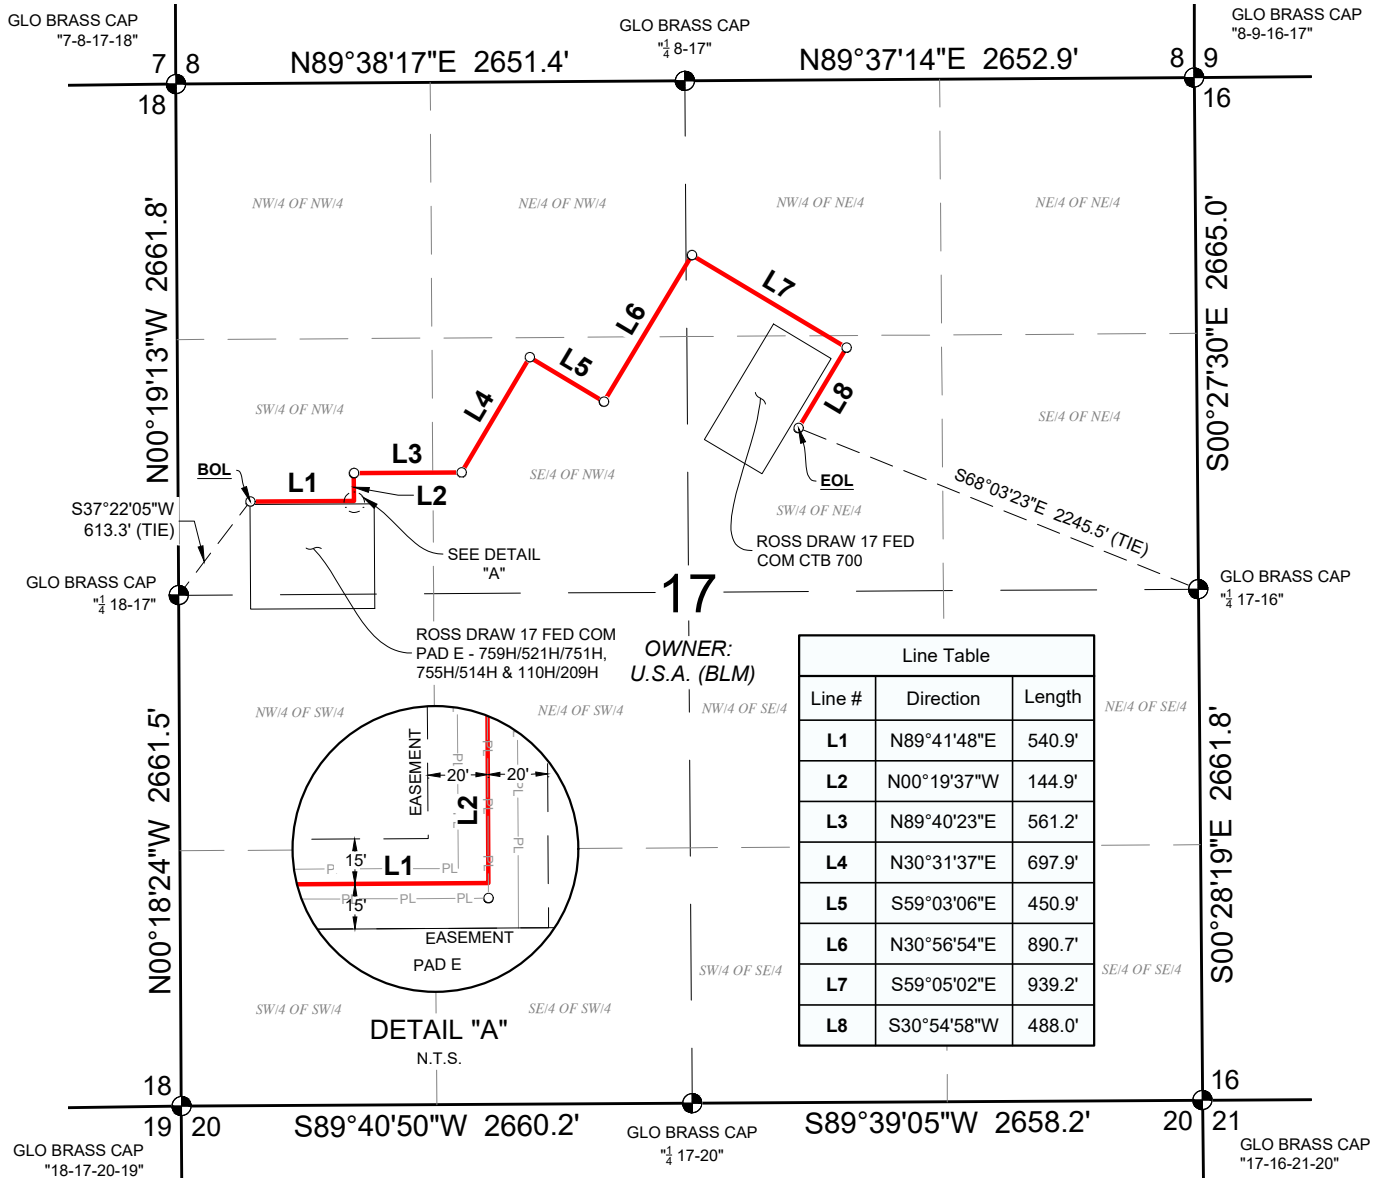 GLO BRASS CAP
"7-8-17-18"
GLO BRASS CAP
"¼ 8-17"
GLO BRASS CAP
"8-9-16-17"
7 8
18
N89°38'17"E 2651.4'
N89°37'14"E 2652.9'
8 9
16
NW/4 OF NW/4
NE/4 OF NW/4
NW/4 OF NE/4
NE/4 OF NE/4
N00°19'13"W 2661.8'
S00°27'30"E 2665.0'
L7
L6
L5
L4
L8
SW/4 OF NW/4
SE/4 OF NE/4
BOL
L1
L3
L2
SE/4 OF NW/4
EOL
SW/4 OF NE/4
S68°03'23"E 2245.5' (TIE)
S37°22'05"W
613.3' (TIE)
SEE DETAIL
"A"
ROSS DRAW 17 FED
COM CTB 700
GLO BRASS CAP
"¼ 18-17"
17
GLO BRASS CAP
"¼ 17-16"
ROSS DRAW 17 FED COM
PAD E - 759H/521H/751H,
755H/514H & 110H/209H
OWNER:
U.S.A. (BLM)
Line Table
Line # Direction Length
L1 N89°41'48"E 540.9'
L2 N00°19'37"W 144.9'
L3 N89°40'23"E 561.2'
L4 N30°31'37"E 697.9'
L5 S59°03'06"E 450.9'
L6 N30°56'54"E 890.7'
L7 S59°05'02"E 939.2'
L8 S30°54'58"W 488.0'
NW/4 OF SW/4
NE/4 OF SW/4
NW/4 OF SE/4
NE/4 OF SE/4
N00°18'24"W 2661.5'
S00°28'19"E 2661.8'
EASEMENT
PL
PL
20' 20'
L2
PL
PL
15'
L1
P
PL
PL
15'
PL
PL
PL
EASEMENT
PAD E
SW/4 OF SE/4
SE/4 OF SE/4
SW/4 OF SW/4
SE/4 OF SW/4
DETAIL "A"
N.T.S.
18
19 20
S89°40'50"W 2660.2'
S89°39'05"W 2658.2'
16
20 21
GLO BRASS CAP
"18-17-20-19"
GLO BRASS CAP
"¼ 17-20"
GLO BRASS CAP
"17-16-21-20"